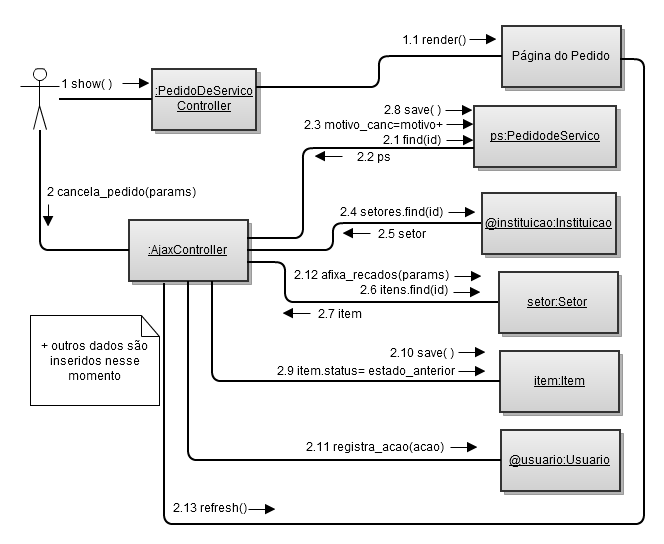 1.1 render()
Página do Pedido
1 show( )
:PedidoDeServico
Controller
2.8 save( )
2.3 motivo_canc=motivo+
2.1 find(id)
2.2 ps
ps:PedidodeServico
2 cancela_pedido(params)
2.4 setores.find(id)
2.5 setor
@instituicao:Instituicao
:AjaxController
2.12 afixa_recados(params)
2.6 itens.find(id)
2.7 item
setor:Setor
+ outros dados são
inseridos nesse
momento
2.10 save( )
2.9 item.status= estado_anterior
item:Item
2.11 registra_acao(acao)
@usuario:Usuario
2.13 refresh()